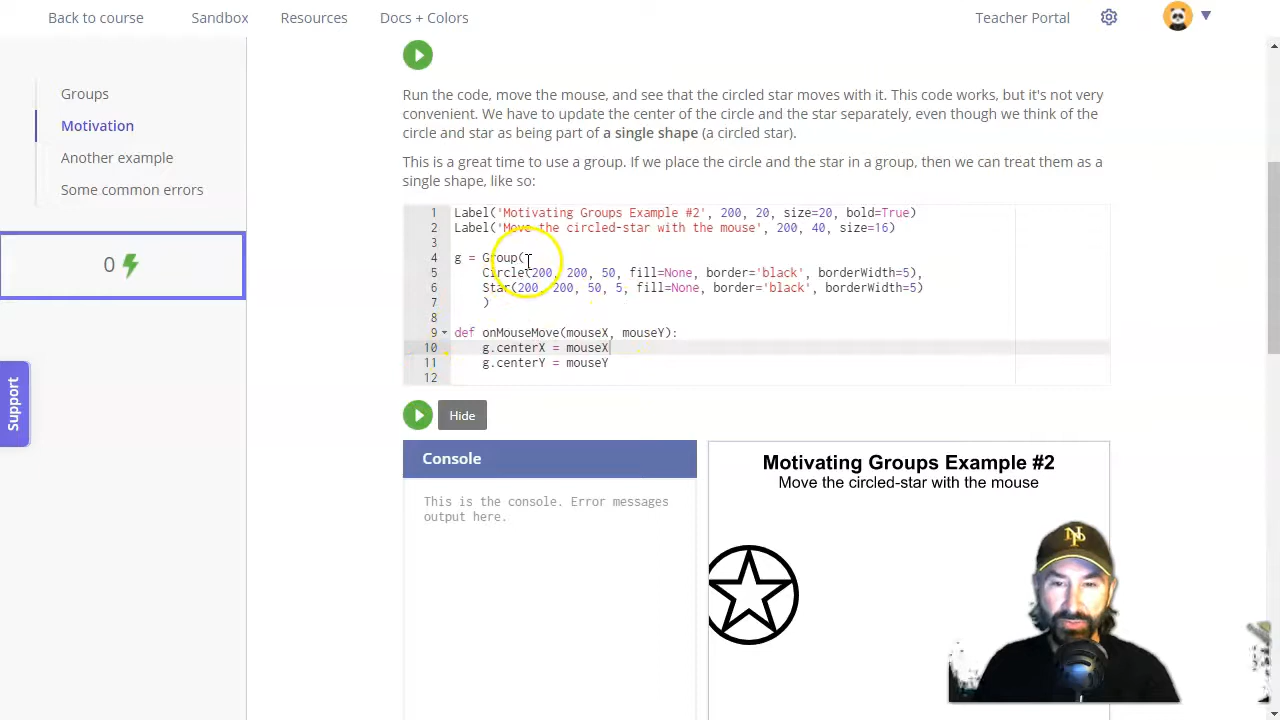 Back to course
Sandbox
Resources
Docs + Colors
Teacher Portal
Groups
Motivation
Another example
Some common errors
0
Support
Run the code, move the mouse, and see that the circled star moves with it. This code works, but it's not very
convenient. We have to update the center of the circle and the star separately, even though we think of the
circle and star as being part of a single shape (a circled star).
This is a great time to use a group. If we place the circle and the star in a group, then we can treat them as a
single shape, like so:
1 Label('Motivating Groups Example #2', 200, 20, size=20, bold=True)
2 Label('Move the circled-star with the mouse', 200, 40, size=16)
3
4 g = Group(
5 Circle(200, 200, 50, fill=None, border='black', borderWidth=5),
6 Star(200, 200, 50, 5, fill=None, border='black', borderWidth=5)
7 )
8
9 def onMouseMove(mouseX, mouseY):
10 g.centerX = mouseX
11 g.centerY = mouseY
12
Hide
Console
This is the console. Error messages
output here.
Motivating Groups Example #2
Move the circled-star with the mouse